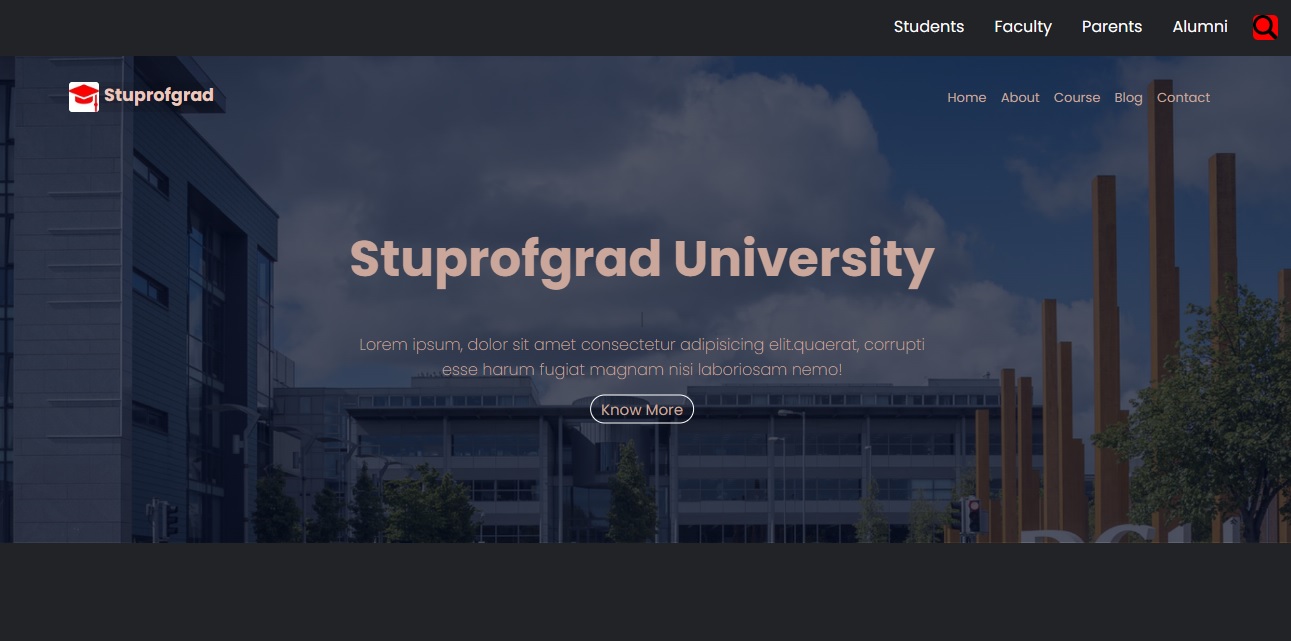 Students Faculty Parents Alumni
Stuprofgrad
Home About Course Blog Contact
Stuprofgrad University
Lorem ipsum, dolor sit amet consectetur adipisicing elit.quaerat, corrupti
esse harum fugiat magnam nisi laboriosam nemo!
Know More